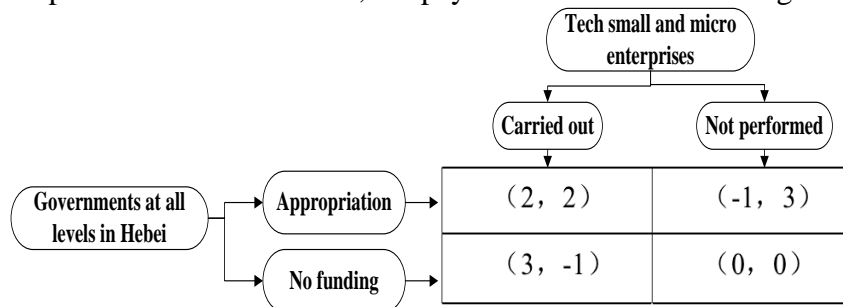 Tech small and micro
enterprises
Carried out
Not performed
Governments at all
levels in Hebei
Appropriation
（2，2）
（-1，3）
No funding
（3，-1）
（0，0）